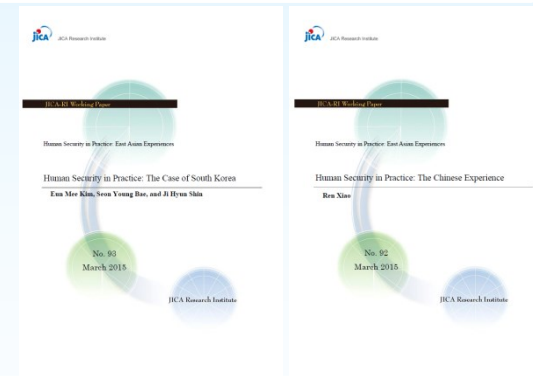 JICA JICA Research Institute
JICA-RI Working Paper
Human Security in Practice: East Asian Experiences
Human Security in Practice: The Case of South Korea
Eun Mee Kim, Seon Young Bae, and Ji Hyun Shin
No. 93
March 2015
JICA Research Institute
JICA JICA Research Institute
JICA-RI Working Paper
Human Security in Practice: East Asian Experiences
Human Security in Practice: The Chinese Experience
Ren Xiao
No. 92
March 2015
JICA Research Institute